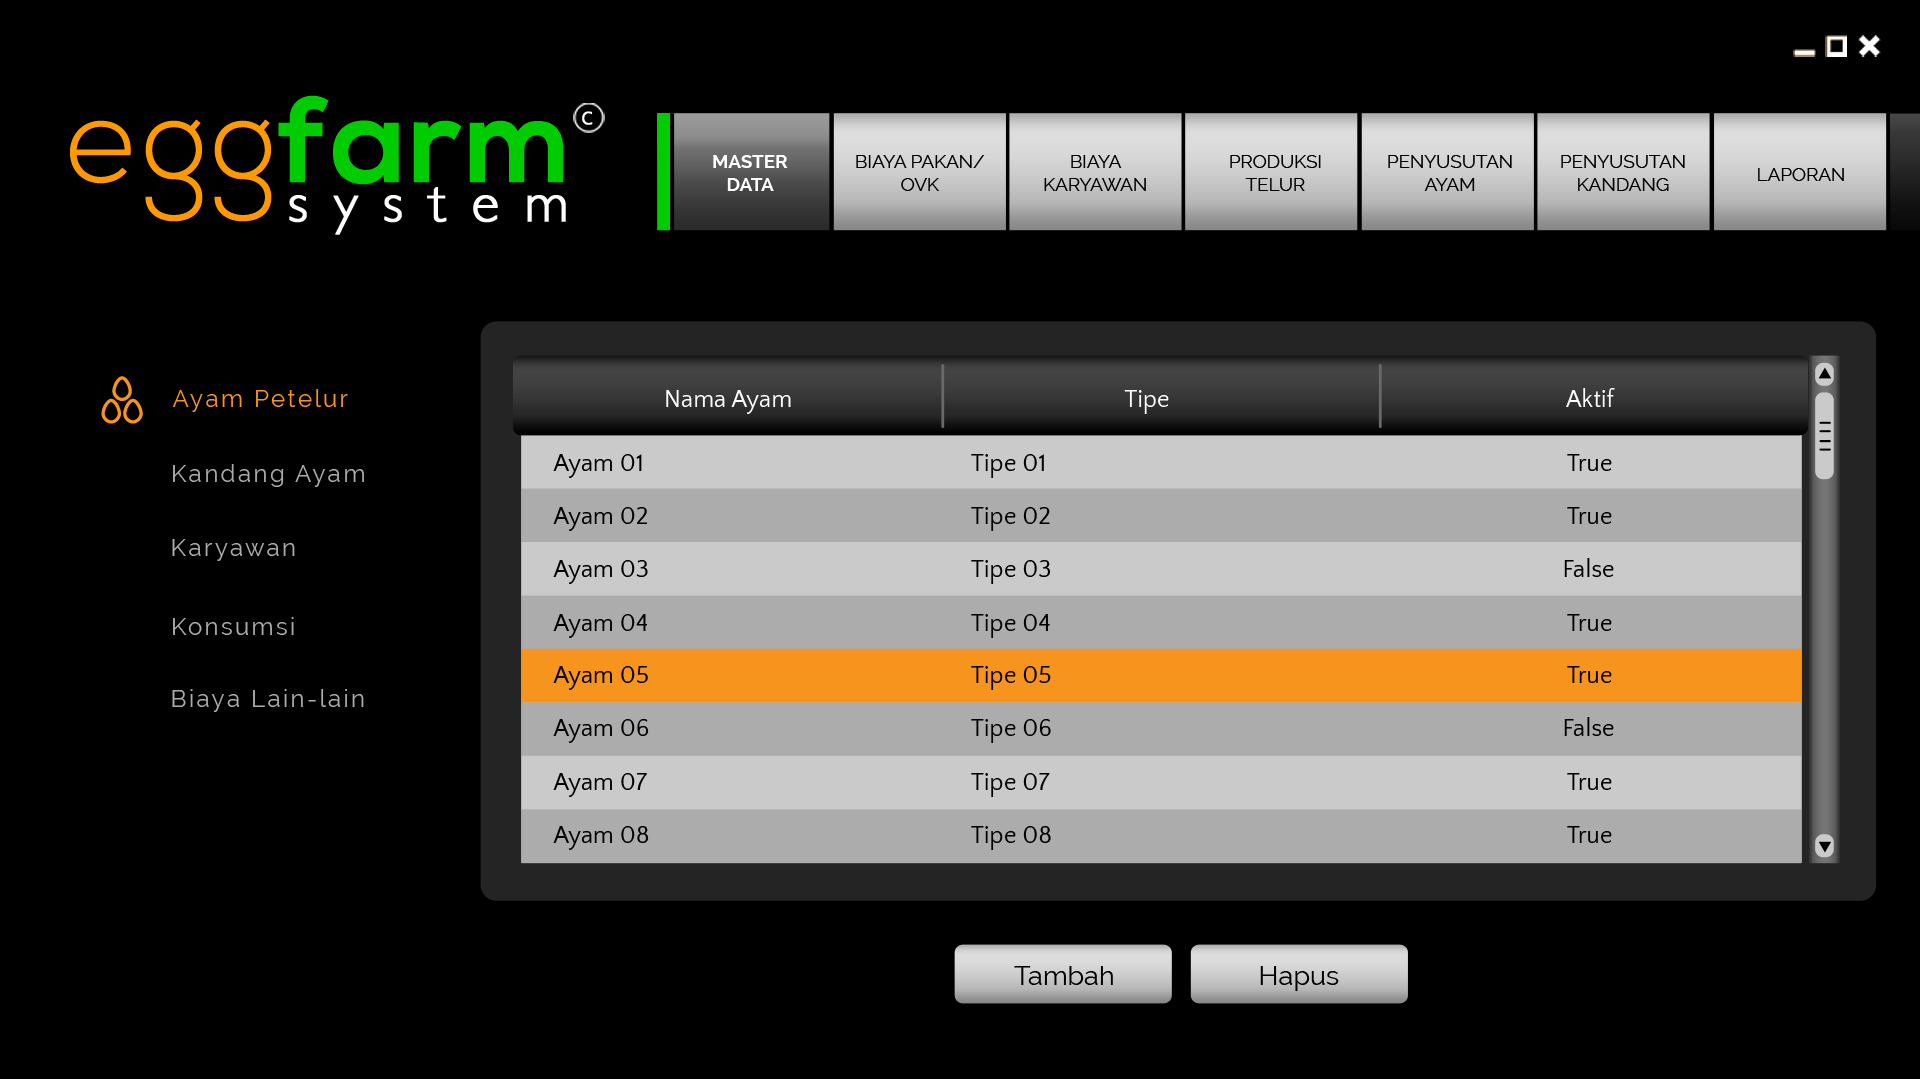 eggfarm ©
system
MASTER
DATA
BIAYA PAKAN/
OVK
BIAYA
KARYAWAN
PRODUKSI
TELUR
PENYUSUTAN
AYAM
PENYUSUTAN
KANDANG
LAPORAN
Ayam Petelur
Kandang Ayam
Karyawan
Konsumsi
Biaya Lain-lain
Nama Ayam Tipe Aktif
Ayam 01 Tipe 01 True
Ayam 02 Tipe 02 True
Ayam 03 Tipe 03 False
Ayam 04 Tipe 04 True
Ayam 05 Tipe 05 True
Ayam 06 Tipe 06 False
Ayam 07 Tipe 07 True
Ayam 08 Tipe 08 True
Tambah
Hapus